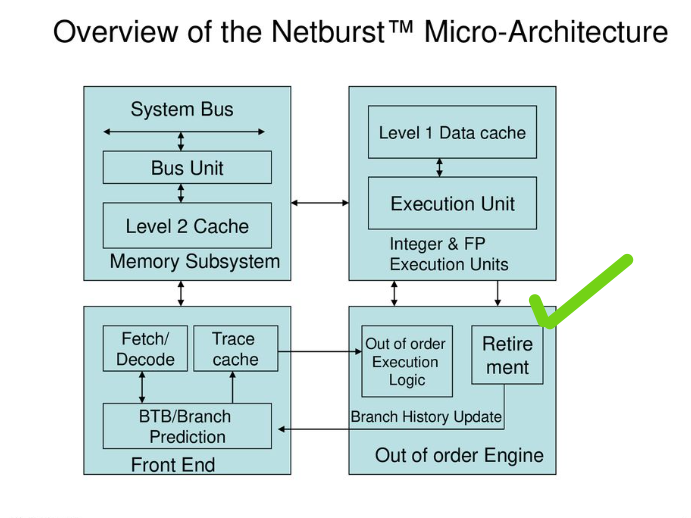 Overview of the Netburst™ Micro-Architecture
System Bus
Bus Unit
Level 2 Cache
Memory Subsystem
Level 1 Data cache
Execution Unit
Integer & FP
Execution Units
Fetch/
Decode
Trace
cache
BTB/Branch
Prediction
Front End
Out of order
Execution
Logic
Retire
ment
Branch History Update
Out of order Engine